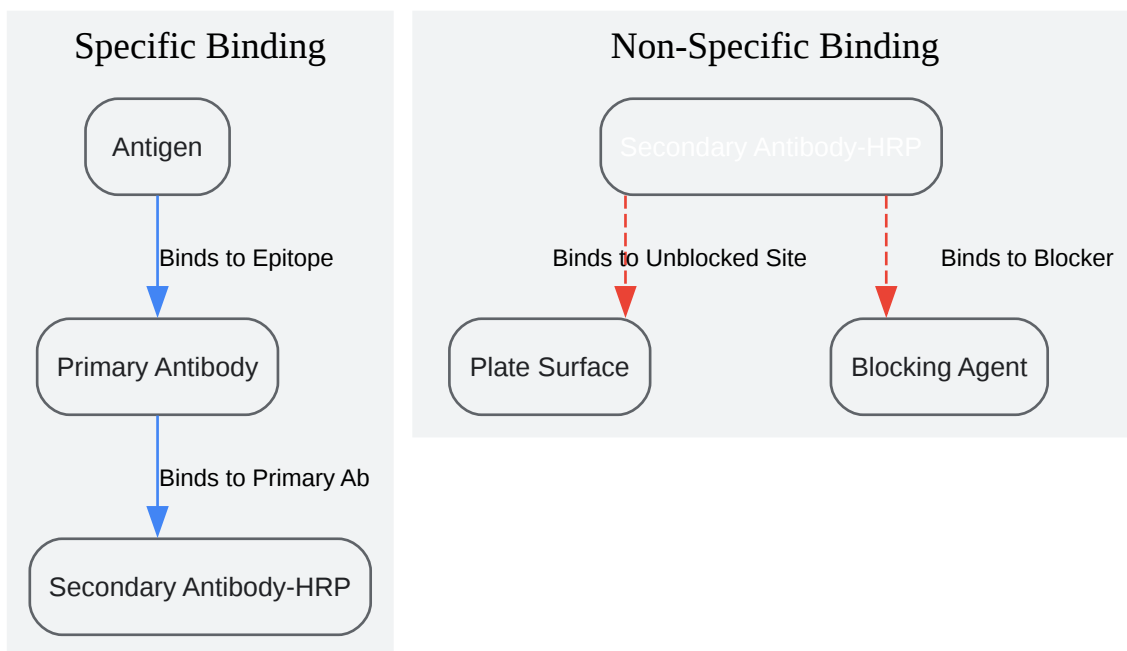 Specific Binding
Antigen
Binds to Epitope
Primary Antibody
Binds to Primary Ab
Secondary Antibody-HRP
Non-Specific Binding
Secondary Antibody-HRP
Binds to Unblocked Site
Binds to Blocker
Plate Surface
Blocking Agent